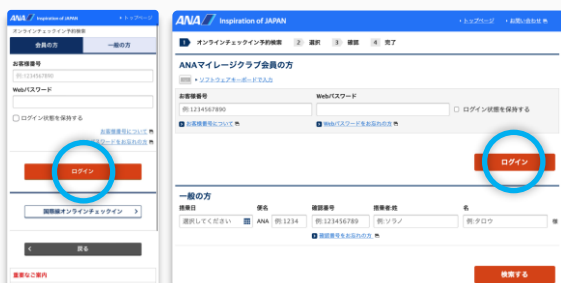 ANA Inspiration of JAPAN
トップページ
オンラインチェックイン予約検索
会員の方
一般の方
お客様番号
例:1234567890
Webパスワード
ログイン状態を保持する
お客様番号について
パスワードをお忘れの方
ログイン
国際線オンラインチェックイン
戻る
重要なご案内
ANA Inspiration of JAPAN
トップページ
お問い合わせ
1 オンラインチェックイン予約検索 2 選択 3 確認 4 完了
ANAマイレージクラブ会員の方
ソフトウェアキーボードで入力
お客様番号 Webパスワード
例:1234567890
ログイン状態を保持する
お客様番号について
Webパスワードをお忘れの方
ログイン
一般の方
搭乗日 便名 確認番号 搭乗者:姓 名
選択してください ANA 例:1234 例:123456789 例:ソラノ 例:タロウ 様
確認番号をお忘れの方
検索する